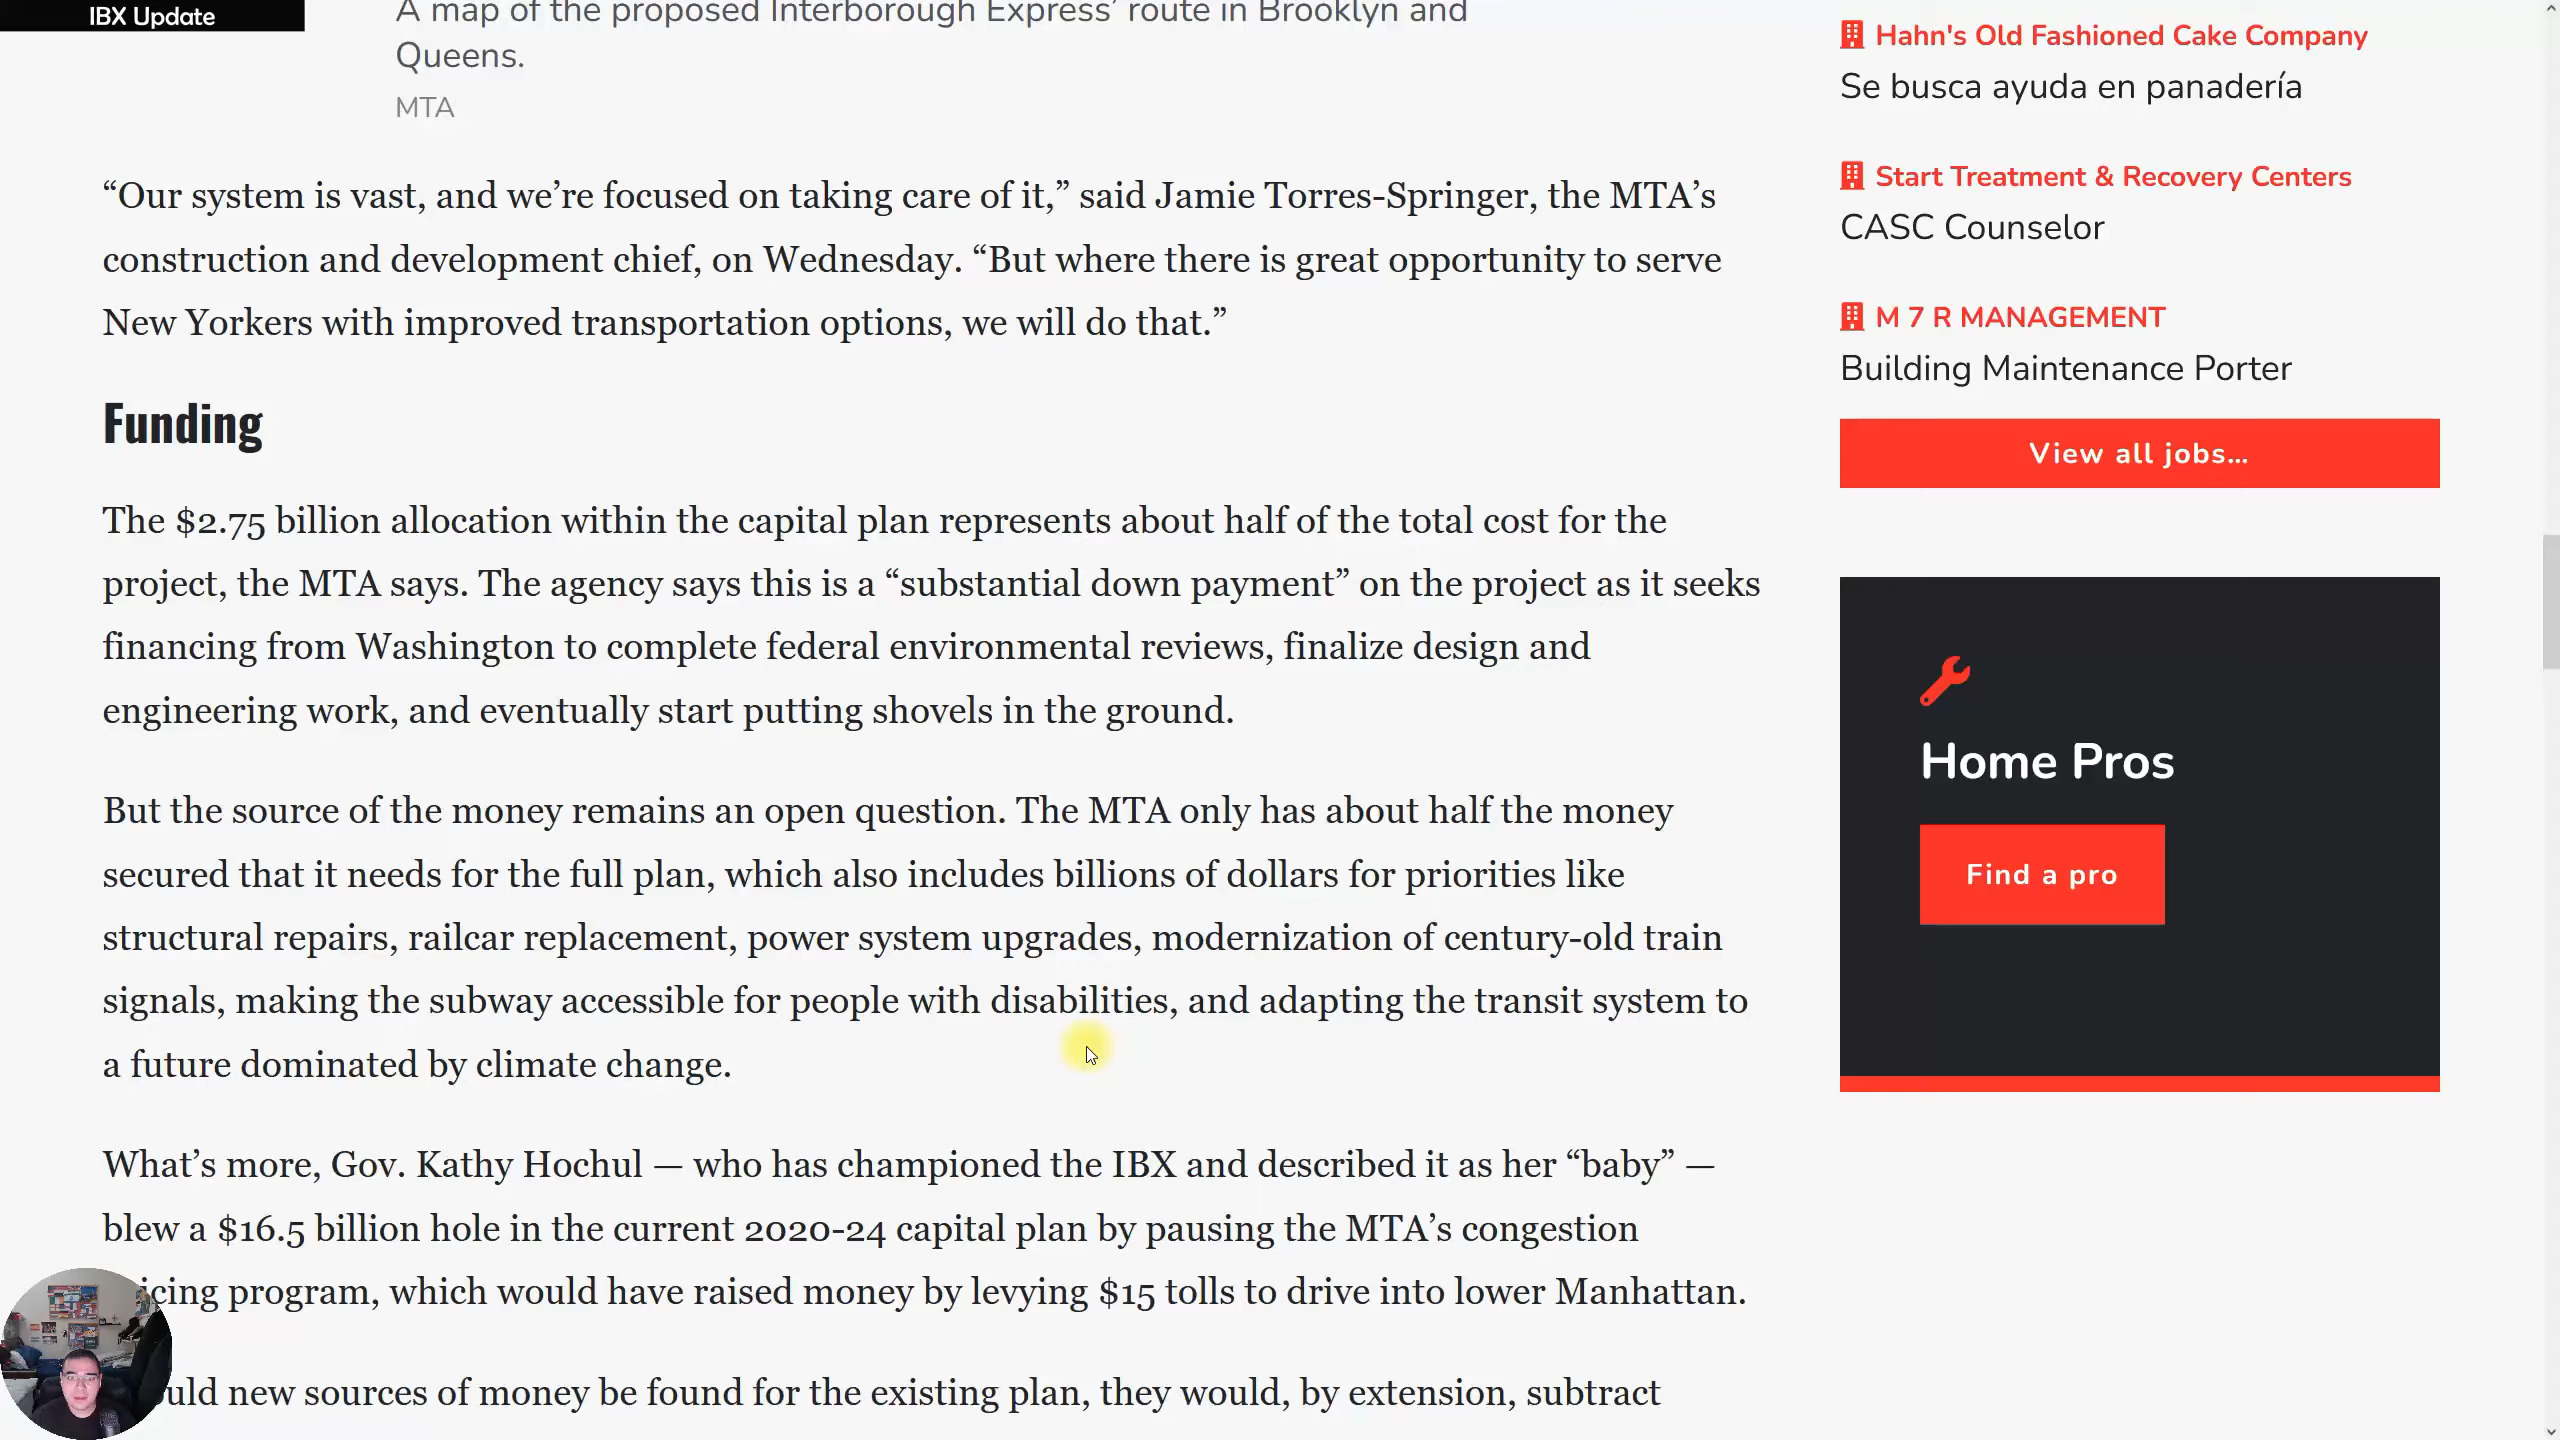 IBX Update
A map of the proposed Interborough Express’ route in Brooklyn and
Queens.
MTA
“Our system is vast, and we’re focused on taking care of it,” said Jamie Torres-Springer, the MTA’s
construction and development chief, on Wednesday. “But where there is great opportunity to serve
New Yorkers with improved transportation options, we will do that.”
Funding
The $2.75 billion allocation within the capital plan represents about half of the total cost for the
project, the MTA says. The agency says this is a “substantial down payment” on the project as it seeks
financing from Washington to complete federal environmental reviews, finalize design and
engineering work, and eventually start putting shovels in the ground.
But the source of the money remains an open question. The MTA only has about half the money
secured that it needs for the full plan, which also includes billions of dollars for priorities like
structural repairs, railcar replacement, power system upgrades, modernization of century-old train
signals, making the subway accessible for people with disabilities, and adapting the transit system to
a future dominated by climate change.
What’s more, Gov. Kathy Hochul — who has championed the IBX and described it as her “baby” —
blew a $16.5 billion hole in the current 2020-24 capital plan by pausing the MTA’s congestion
program, which would have raised money by levying $15 tolls to drive into lower Manhattan.
new sources of money be found for the existing plan, they would, by extension, subtract
Hahn's Old Fashioned Cake Company
Se busca ayuda en panadería
Start Treatment & Recovery Centers
CASC Counselor
M 7 R MANAGEMENT
Building Maintenance Porter
View all jobs…
Home Pros
Find a pro